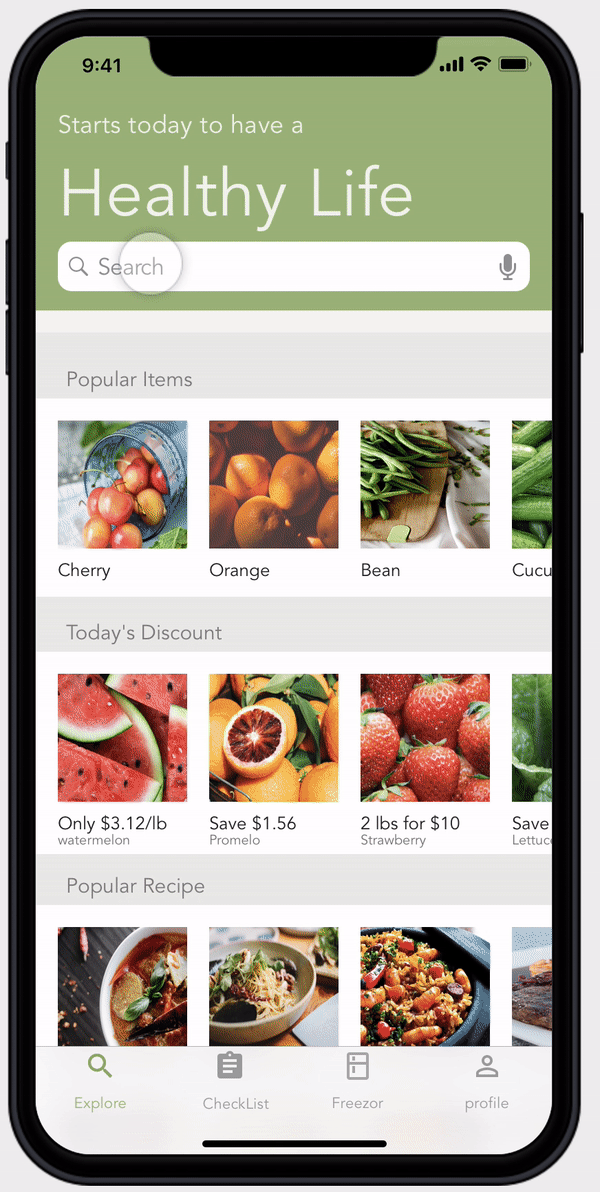 9:41
Starts today to have a
Healthy Life
Search
Popular Items
Cherry
Orange
Bean
Cucu
Today's Discount
Only $3.12/lb
watermelon
Save $1.56
Promelo
2 lbs for $10
Strawberry
Save
Lettuc
Popular Recipe
Explore
CheckList
Freezor
profile